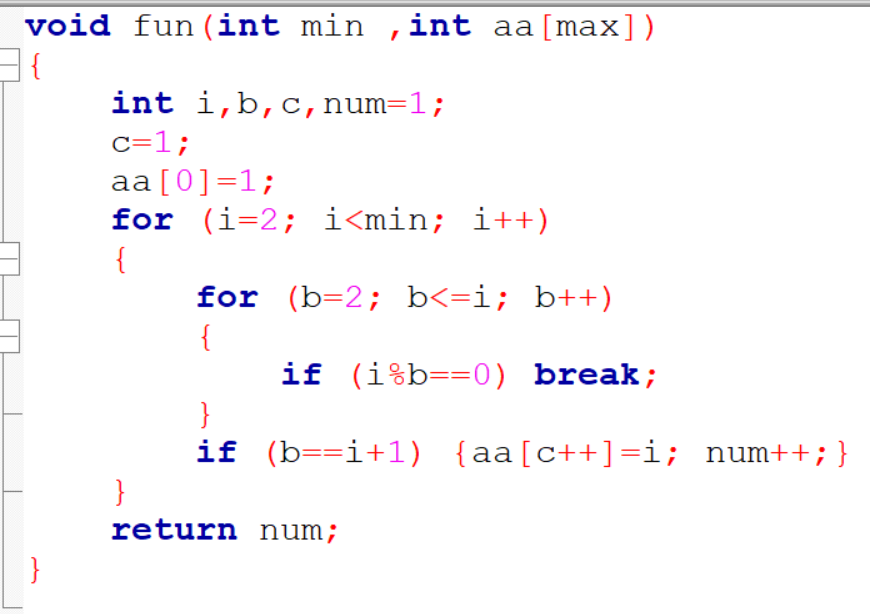 void fun(int min ,int aa[max])
{
    int i,b,c,num=1;
    c=1;
    aa[0]=1;
    for (i=2; i<min; i++)
    {
        for (b=2; b<=i; b++)
        {
            if (i%b==0) break;
        }
        if (b==i+1) {aa[c++]=i; num++;}
    }
    return num;
}